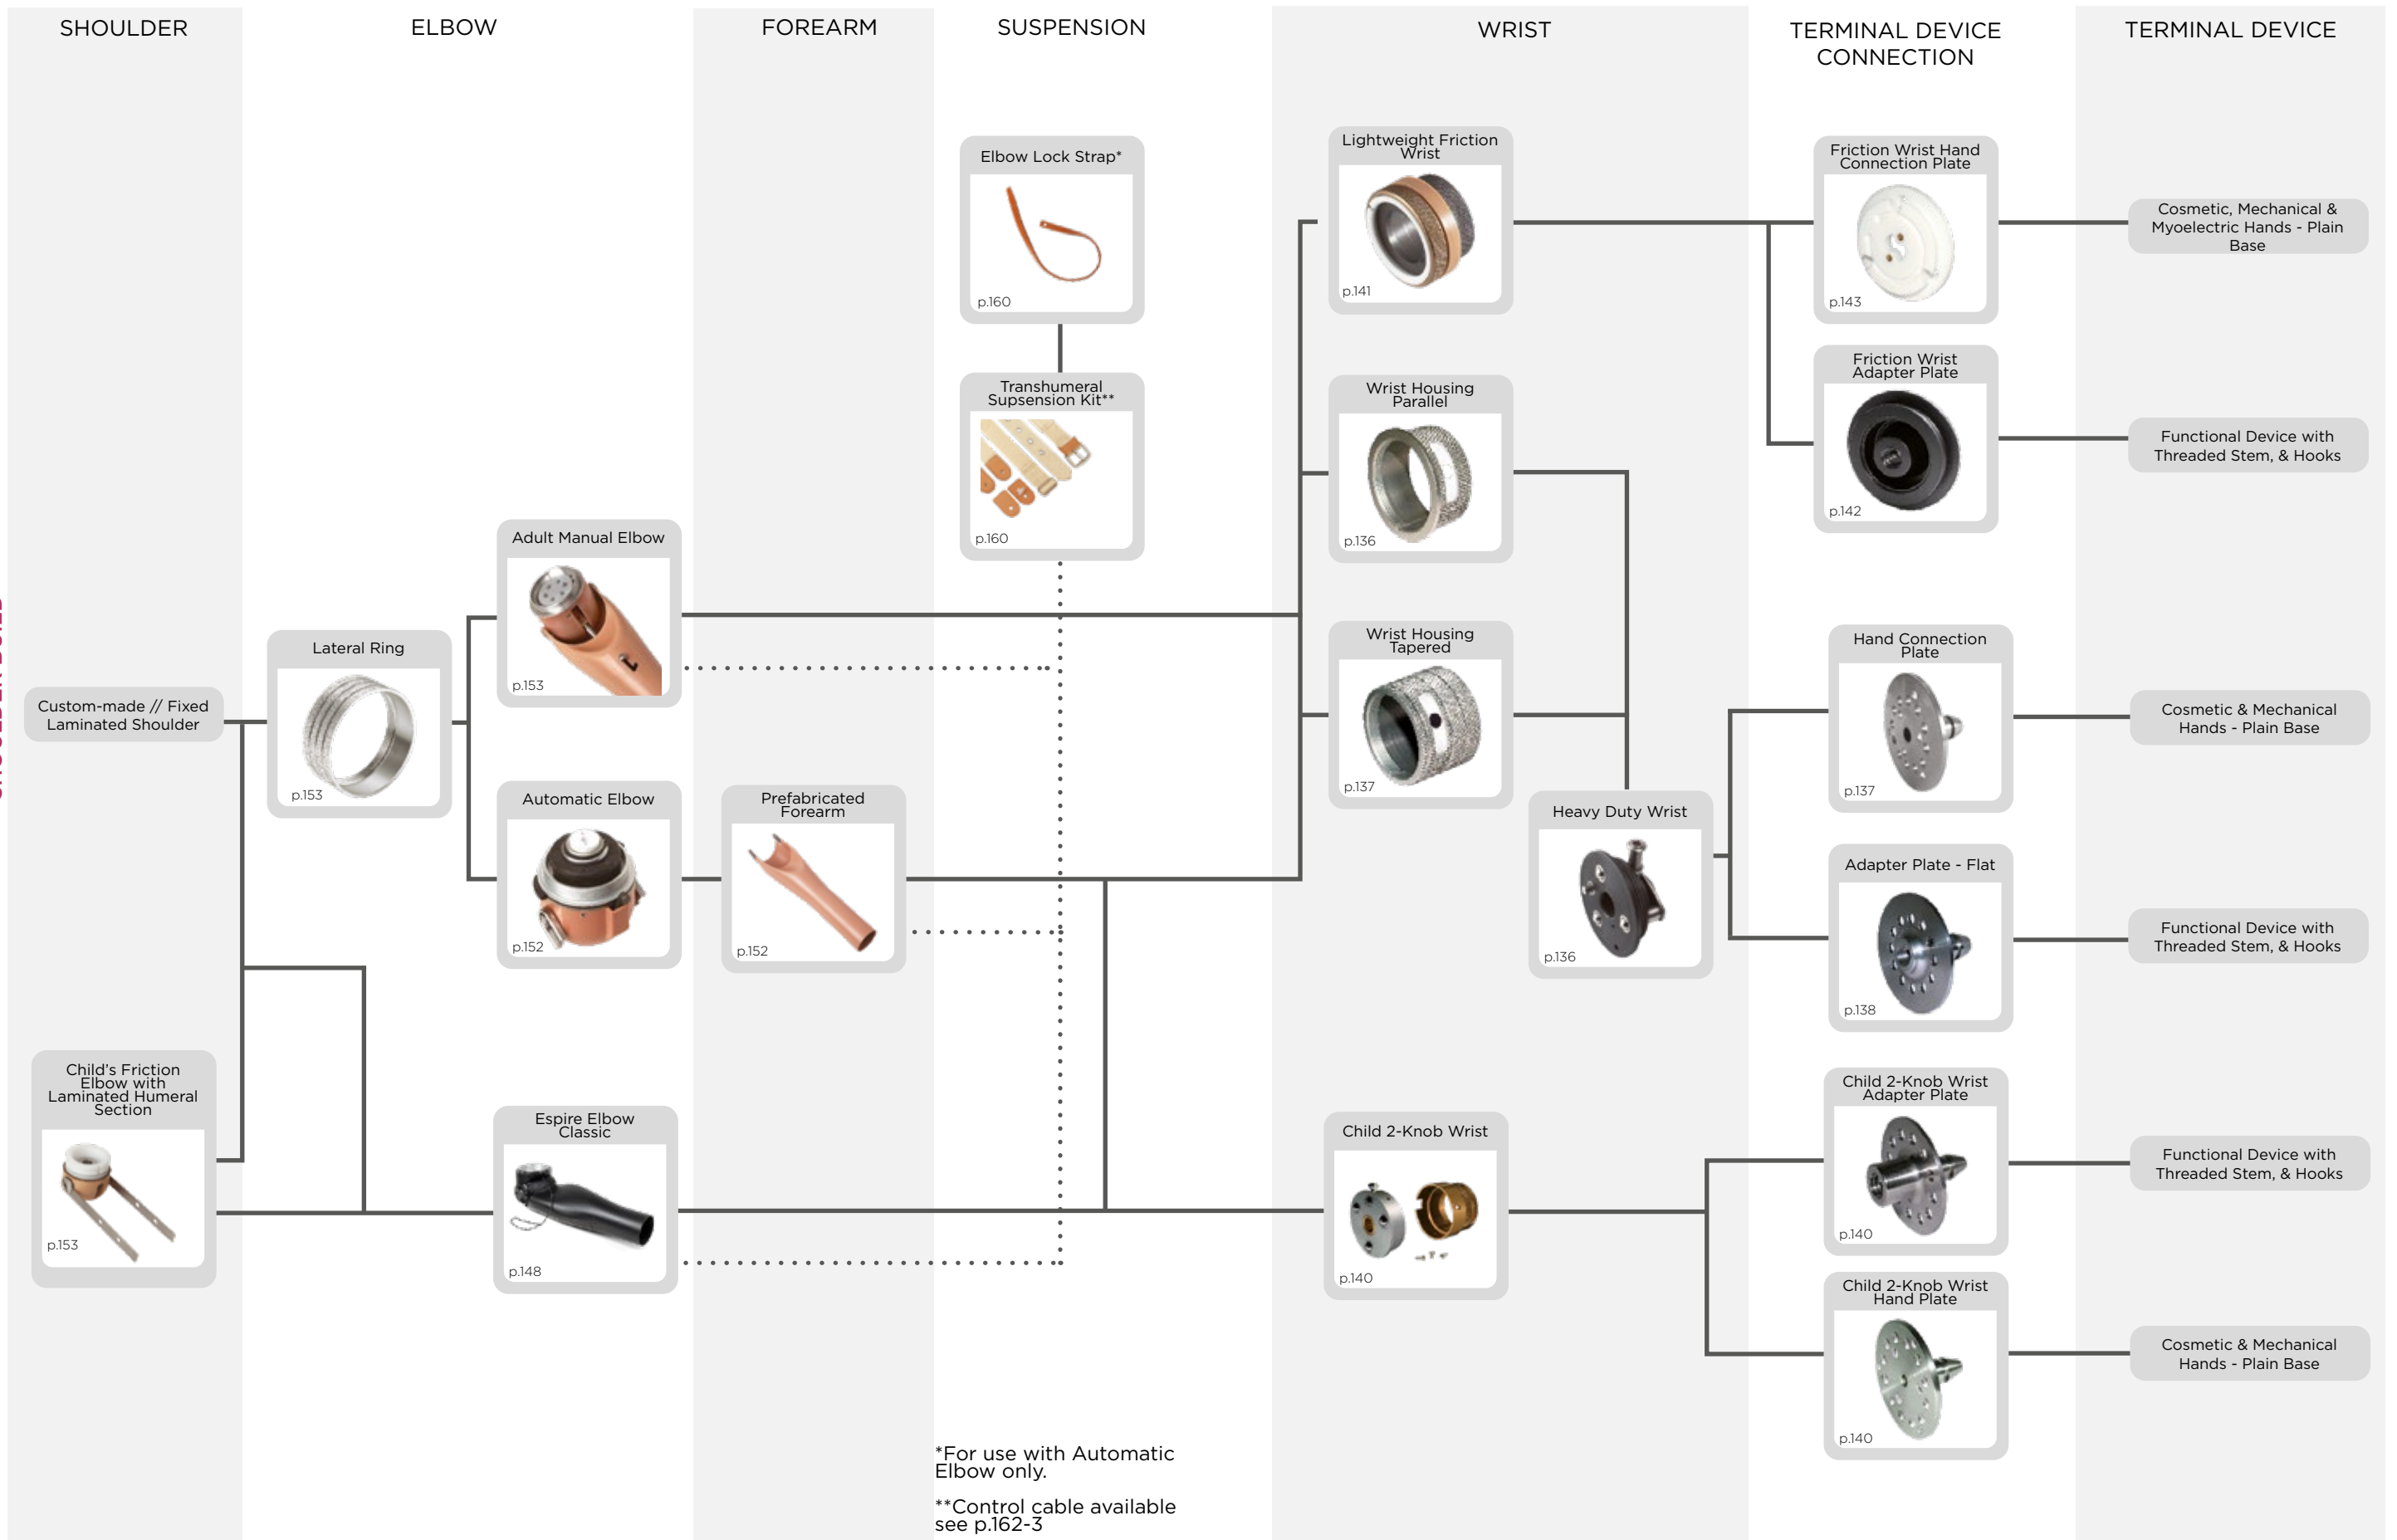 SHOULDER
ELBOW
FOREARM
SUSPENSION
WRIST
TERMINAL DEVICE
CONNECTION
TERMINAL DEVICE
Custom-made // Fixed
Laminated Shoulder
Child's Friction
Elbow with
Laminated Humeral
Section
p.153
Lateral Ring
p.153
Adult Manual Elbow
p.153
Automatic Elbow
p.152
Espire Elbow
Classic
p.148
Prefabricated
Forearm
p.152
Elbow Lock Strap*
p.160
Transhumeral
Supsension Kit**
p.160
*For use with Automatic
Elbow only.
**Control cable available
see p.162-3
Lightweight Friction
Wrist
p.141
Wrist Housing
Parallel
p.136
Wrist Housing
Tapered
p.137
Heavy Duty Wrist
p.136
Child 2-Knob Wrist
p.140
Friction Wrist Hand
Connection Plate
p.143
Friction Wrist
Adapter Plate
p.142
Hand Connection
Plate
p.137
Adapter Plate - Flat
p.138
Child 2-Knob Wrist
Adapter Plate
p.140
Child 2-Knob Wrist
Hand Plate
p.140
Cosmetic, Mechanical &
Myoelectric Hands - Plain
Base
Functional Device with
Threaded Stem, & Hooks
Cosmetic & Mechanical
Hands - Plain Base
Functional Device with
Threaded Stem, & Hooks
Functional Device with
Threaded Stem, & Hooks
Cosmetic & Mechanical
Hands - Plain Base